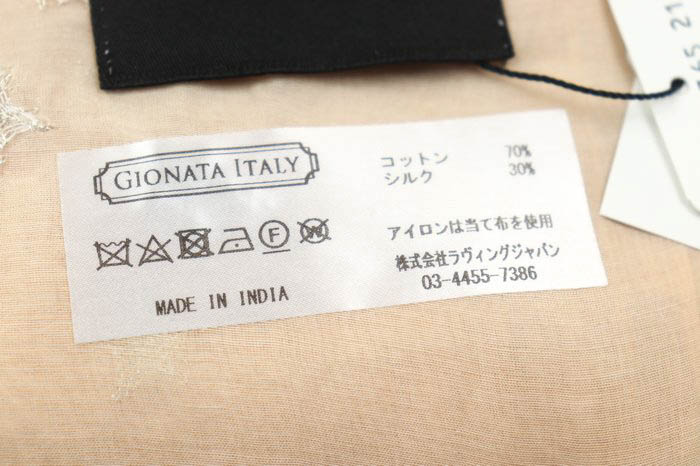 GIONATA ITALY
コットン 70%
シルク 30%
F W
アイロンは当て布を使用
株式会社ラヴィングジャパン
03-4455-7386
MADE IN INDIA